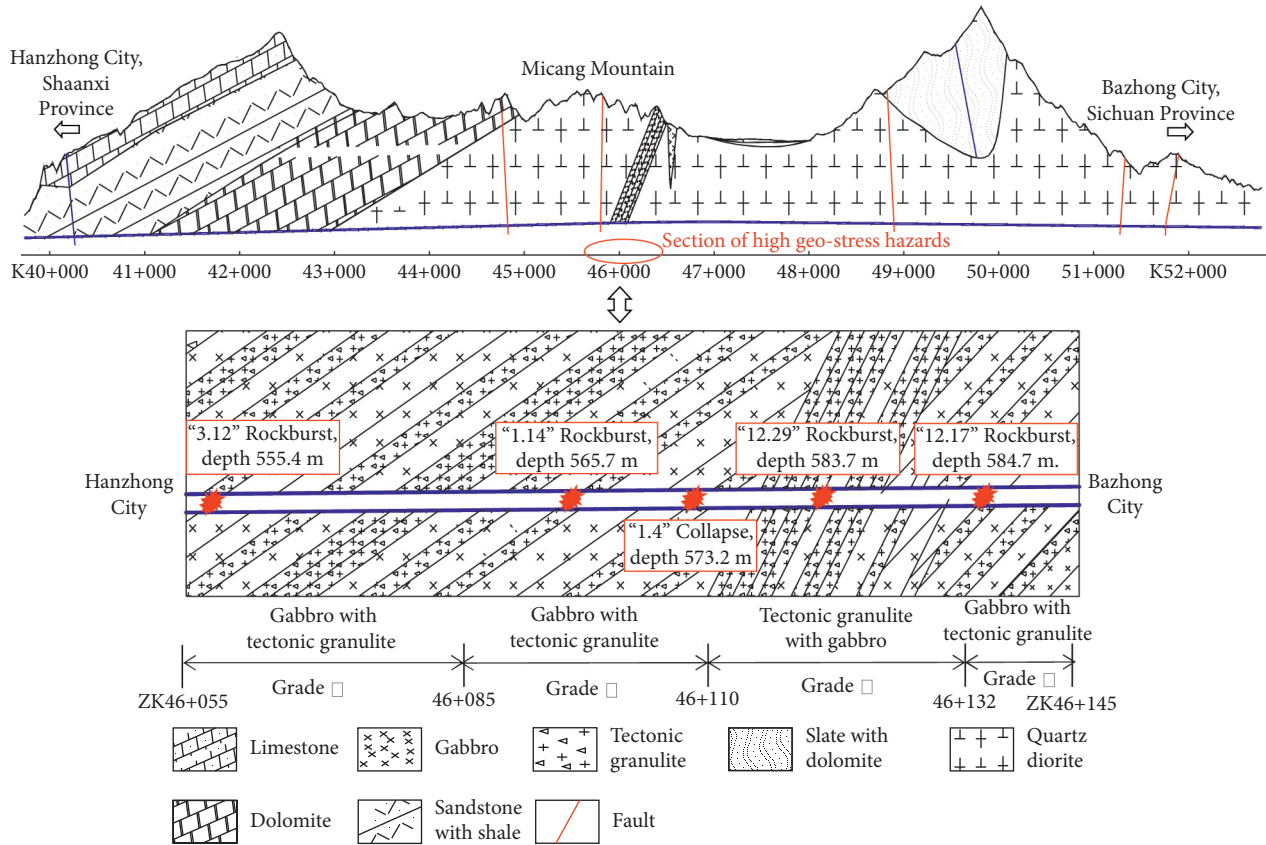 Hanzhong City,
Shaanxi
Province
Micang Mountain
Bazhong City,
Sichuan Province
Section of high geo-stress hazards
K40+000 41+000 42+000 43+000 44+000 45+000 46+000 47+000 48+000 49+000 50+000 51+000 K52+000
“3.12” Rockburst,
depth 555.4 m
“1.14” Rockburst,
depth 565.7 m
“12.29” Rockburst,
depth 583.7 m
“12.17” Rockburst,
depth 584.7 m.
Hanzhong
City
Bazhong
City
“1.4” Collapse,
depth 573.2 m
Gabbro with
tectonic granulite
Gabbro with
tectonic granulite
Tectonic granulite
with gabbro
Gabbro with
tectonic granulite
Grade □
Grade □
Grade □
Grade □
ZK46+055
46+085
46+110
46+132
ZK46+145
Limestone
Gabbro
Tectonic
granulite
Slate with
dolomite
Quartz
diorite
Dolomite
Sandstone
with shale
Fault